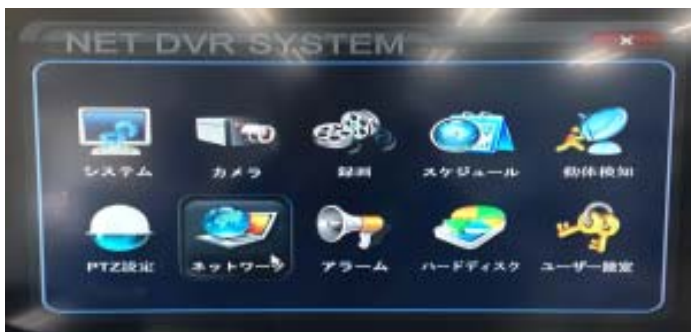 NET DVR SYSTEM
システム カメラ 録画 スケジュール 動体検知
PTZ設定 ネットワーク アラーム ハードディスク ユーザー設定